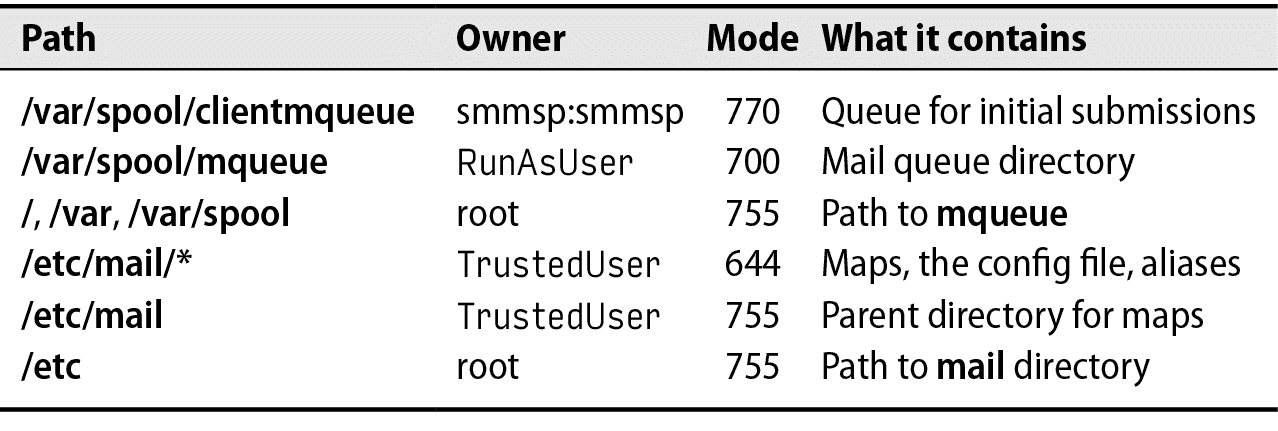 Path Owner Mode What it contains
/var/spool/clientmqueue smmsp:smmsp 770 Queue for initial submissions
/var/spool/mqueue RunAsUser 700 Mail queue directory
/, /var, /var/spool root 755 Path to mqueue
/etc/mail/* TrustedUser 644 Maps, the config file, aliases
/etc/mail TrustedUser 755 Parent directory for maps
/etc root 755 Path to mail directory